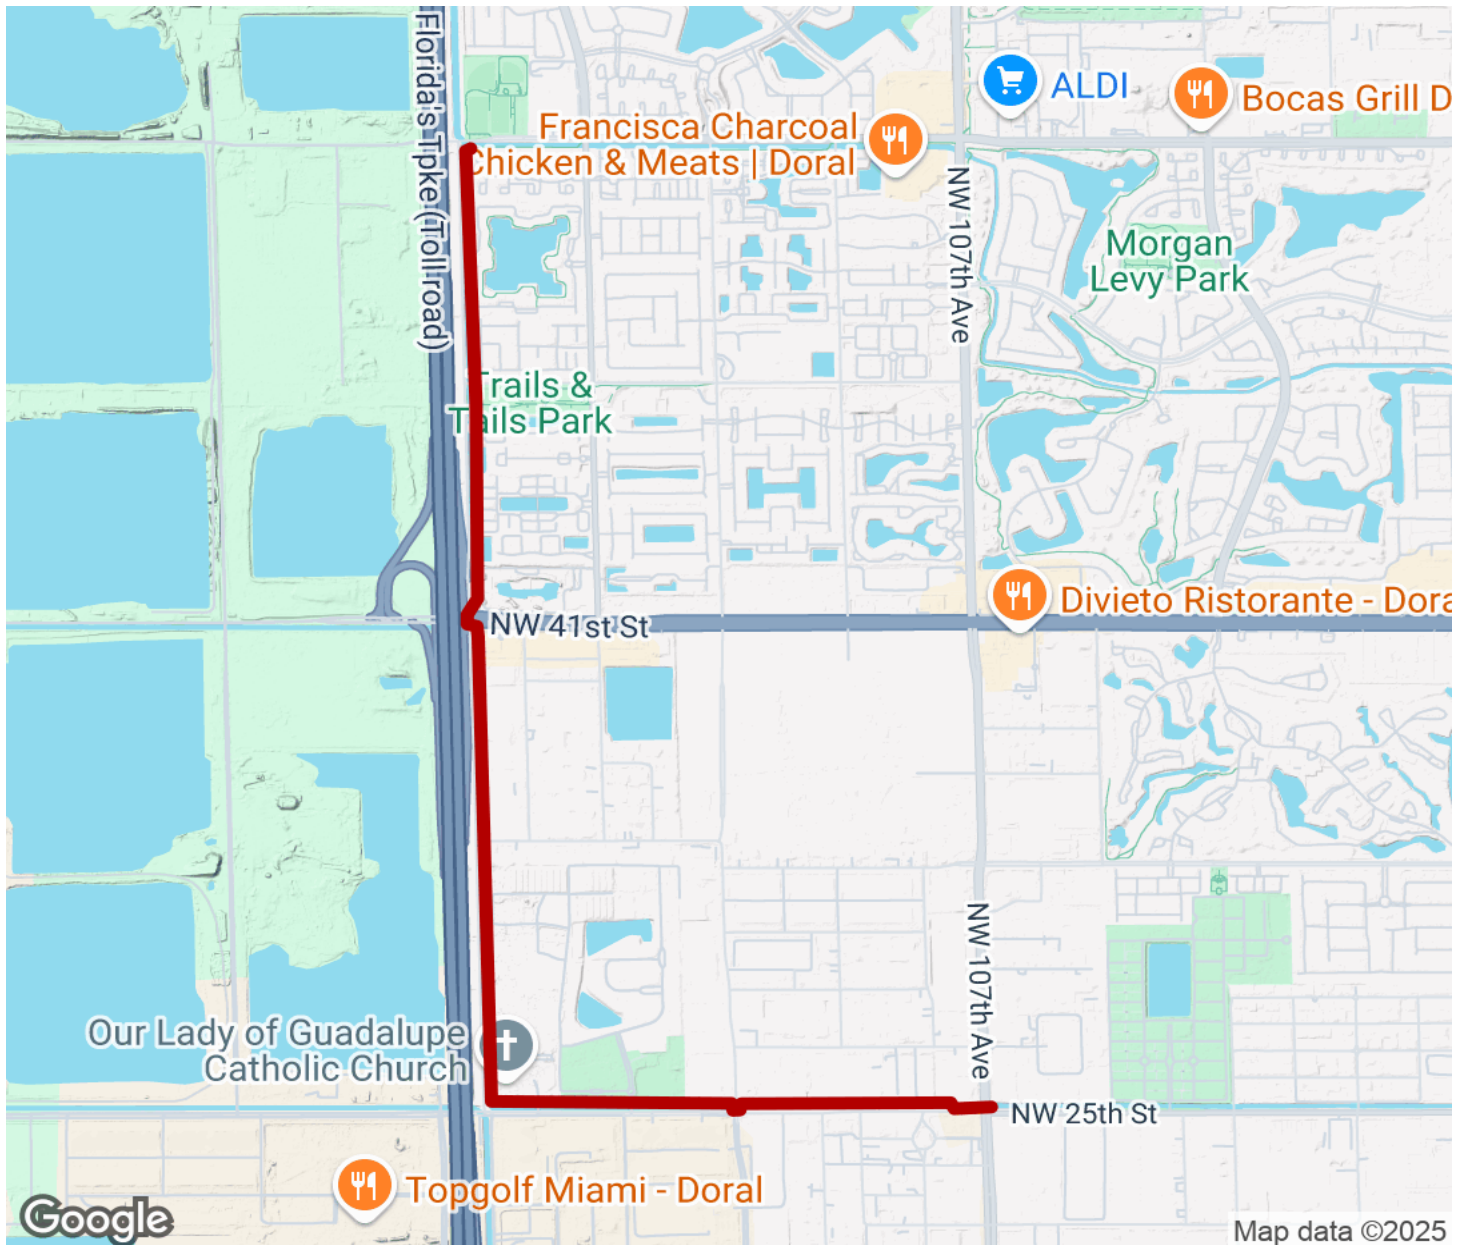 Florida's Tpke (Toll road)
ALDI
Bocas Grill D
Francisca Charcoal
Chicken & Meats | Doral
NW 107th Ave
Morgan
Levy Park
Trails &
Tails Park
NW 41st St
Divieto Ristorante - Dora
NW 107th Ave
Our Lady of Guadalupe
Catholic Church
NW 25th St
Topgolf Miami - Doral
Google
Map data ©2025